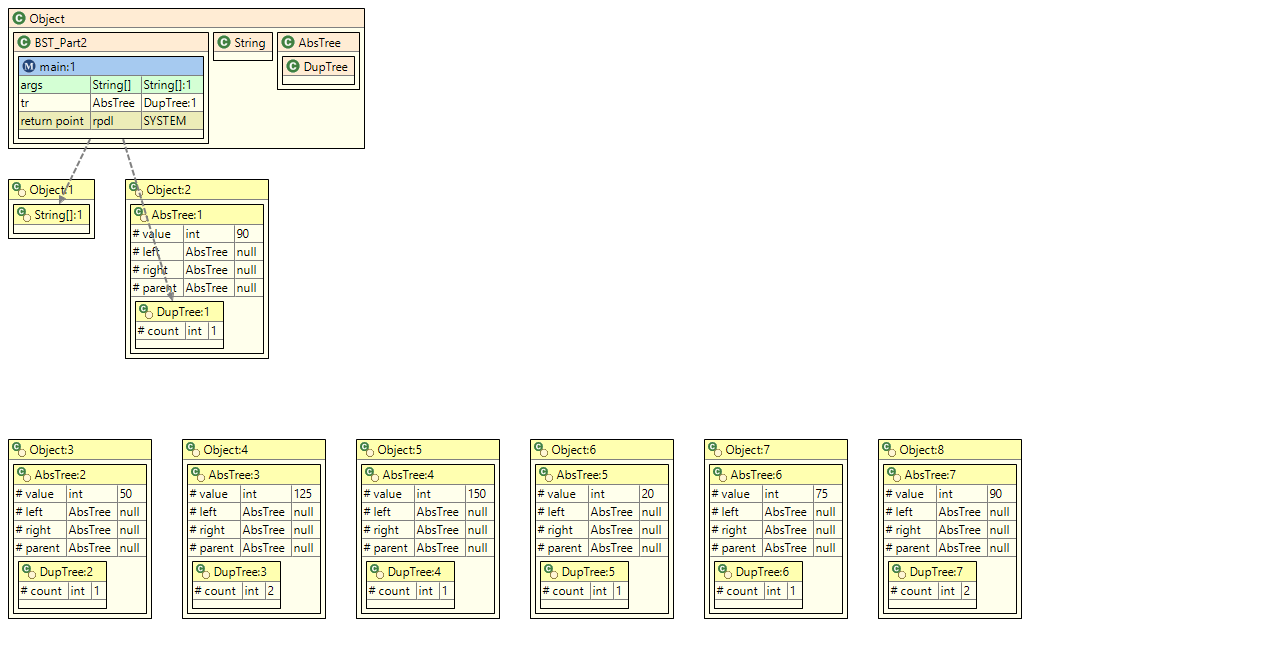 Object
BST_Part2
String
AbsTree
main:1
DupTree
args String[] String[]:1
tr AbsTree DupTree:1
return point rpdl SYSTEM
Object:1
String[]:1
Object:2
AbsTree:1
# value int 90
# left AbsTree null
# right AbsTree null
# parent AbsTree null
DupTree:1
# count int 1
Object:3
AbsTree:2
# value int 50
# left AbsTree null
# right AbsTree null
# parent AbsTree null
DupTree:2
# count int 1
Object:4
AbsTree:3
# value int 125
# left AbsTree null
# right AbsTree null
# parent AbsTree null
DupTree:3
# count int 2
Object:5
AbsTree:4
# value int 150
# left AbsTree null
# right AbsTree null
# parent AbsTree null
DupTree:4
# count int 1
Object:6
AbsTree:5
# value int 20
# left AbsTree null
# right AbsTree null
# parent AbsTree null
DupTree:5
# count int 1
Object:7
AbsTree:6
# value int 75
# left AbsTree null
# right AbsTree null
# parent AbsTree null
DupTree:6
# count int 1
Object:8
AbsTree:7
# value int 90
# left AbsTree null
# right AbsTree null
# parent AbsTree null
DupTree:7
# count int 2